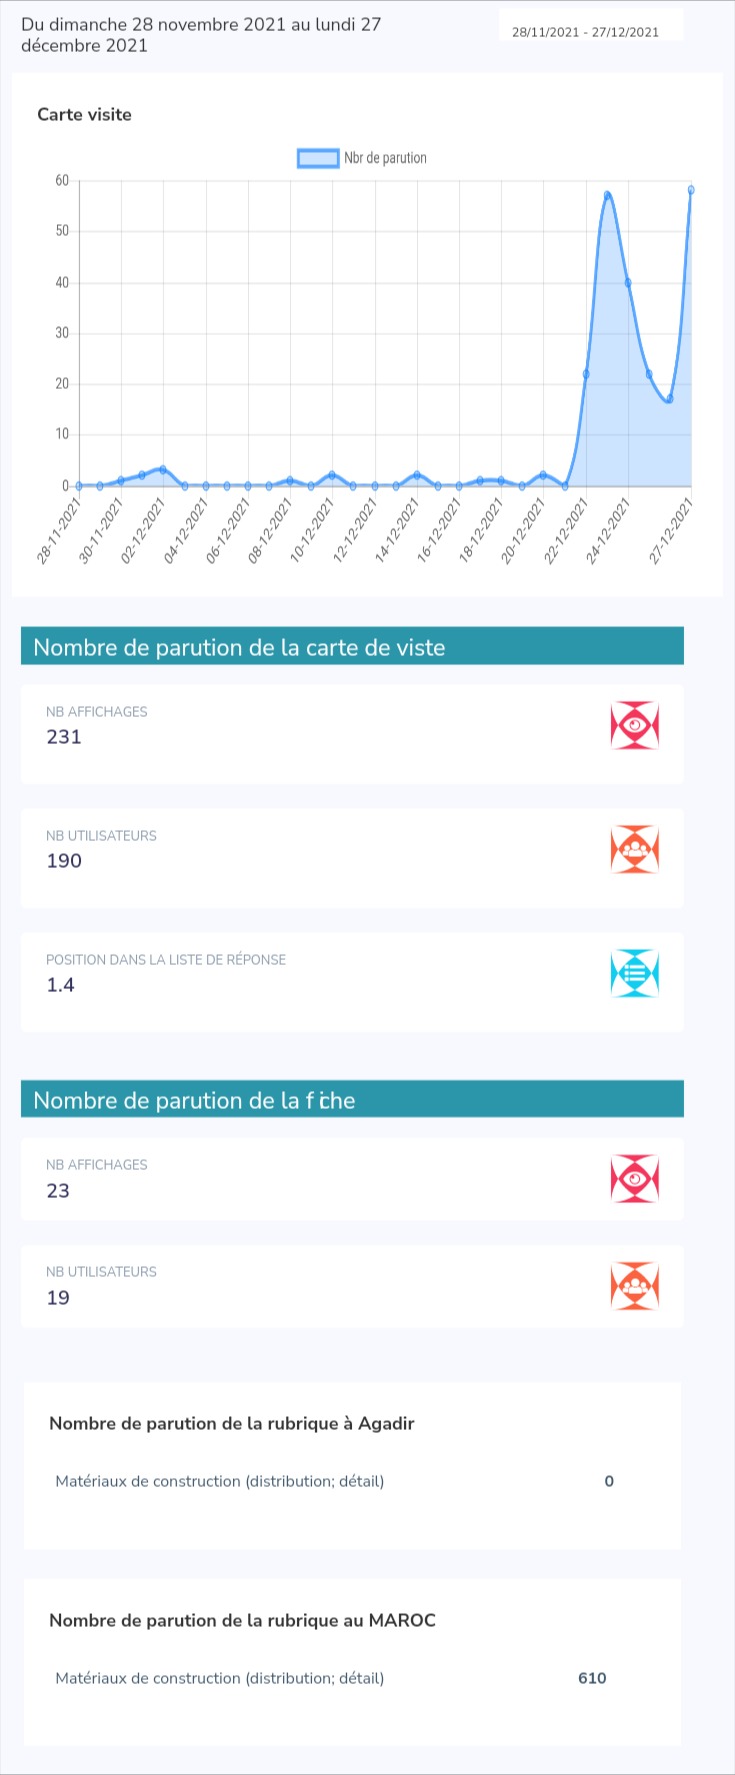 Du dimanche 28 novembre 2021 au lundi 27
décembre 2021
28/11/2021 - 27/12/2021
Carte visite
Nbr de parution
60
50
40
30
20
10
0
28-11-2021
30-11-2021
02-12-2021
04-12-2021
06-12-2021
08-12-2021
10-12-2021
12-12-2021
14-12-2021
16-12-2021
18-12-2021
20-12-2021
22-12-2021
24-12-2021
27-12-2021
Nombre de parution de la carte de viste
NB AFFICHAGES
231
NB UTILISATEURS
190
POSITION DANS LA LISTE DE RÉPONSE
1.4
Nombre de parution de la fiche
NB AFFICHAGES
23
NB UTILISATEURS
19
Nombre de parution de la rubrique à Agadir
Matériaux de construction (distribution; détail) 0
Nombre de parution de la rubrique au MAROC
Matériaux de construction (distribution; détail) 610